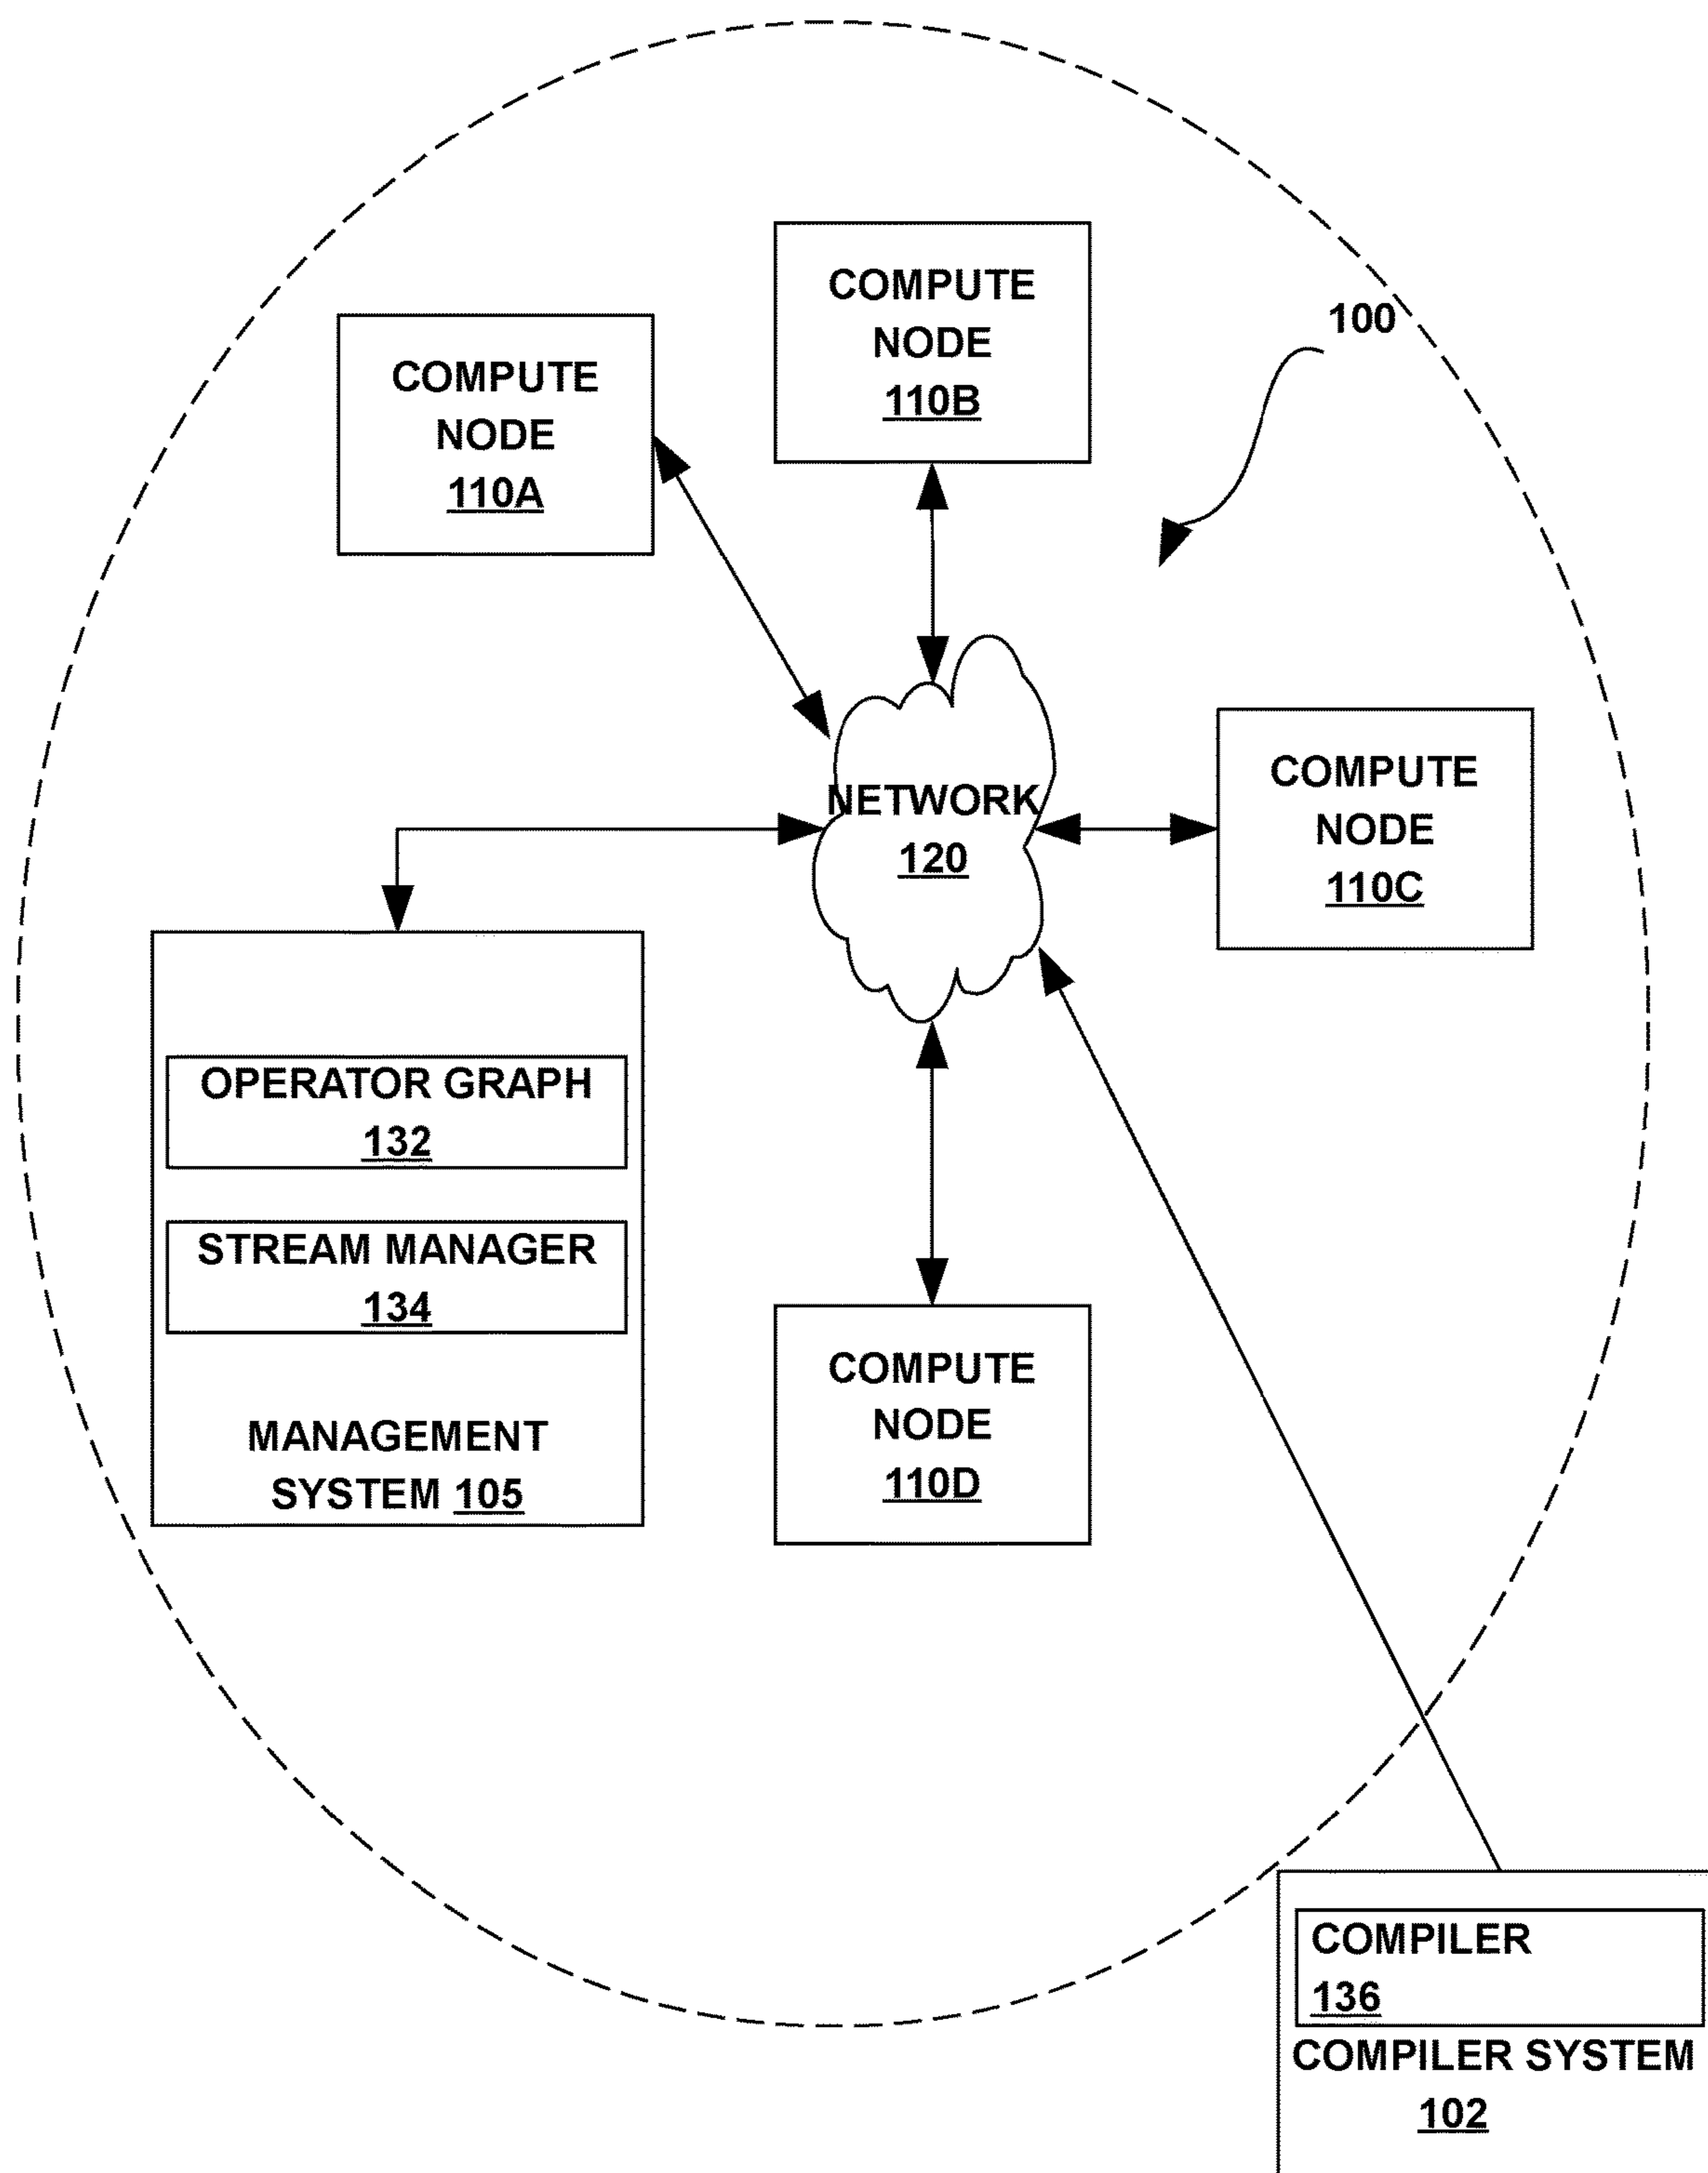 COMPUTE
NODE
110B
100
COMPUTE
NODE
110A
COMPUTE
NODE
110C
NETWORK
120
OPERATOR GRAPH
132
STREAM MANAGER
134
MANAGEMENT
SYSTEM 105
COMPUTE
NODE
110D
COMPILER
136
COMPILER SYSTEM
102